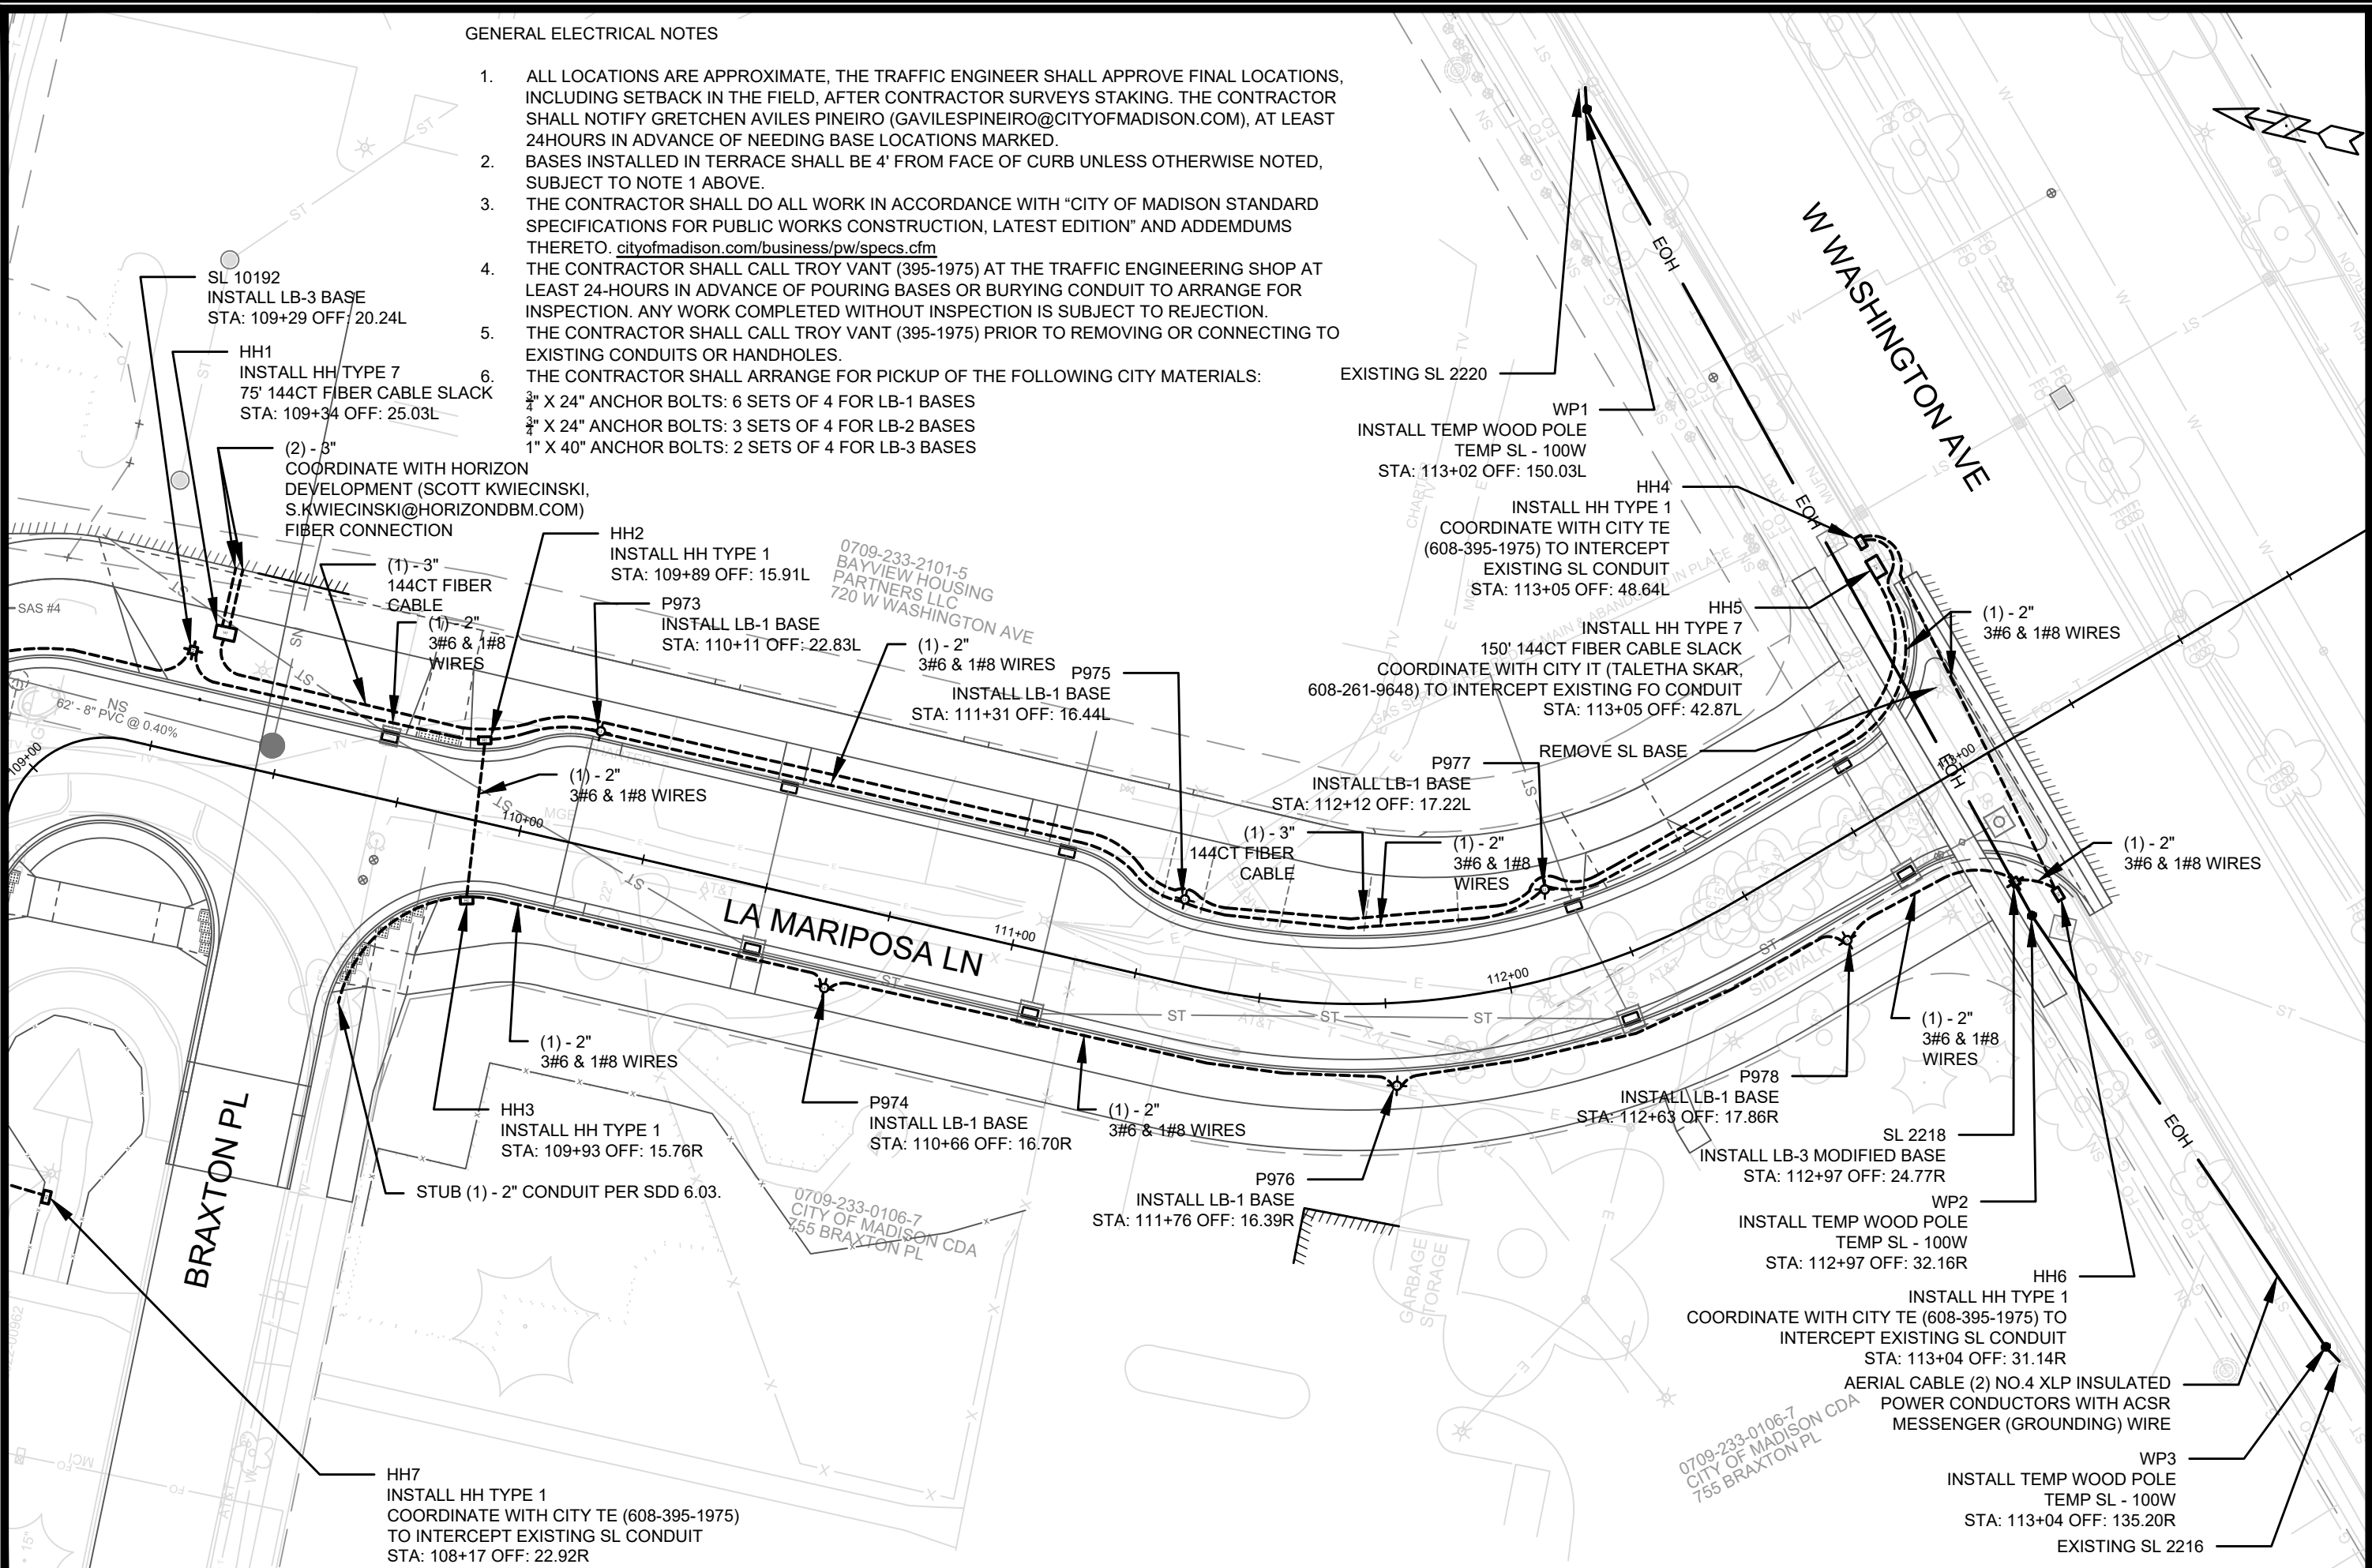 GENERAL ELECTRICAL NOTES
1. ALL LOCATIONS ARE APPROXIMATE, THE TRAFFIC ENGINEER SHALL APPROVE FINAL LOCATIONS,
INCLUDING SETBACK IN THE FIELD, AFTER CONTRACTOR SURVEYS STAKING. THE CONTRACTOR
SHALL NOTIFY GRETCHEN AVILES PINEIRO (GAVILESPINEIRO@CITYOFMADISON.COM), AT LEAST
24HOURS IN ADVANCE OF NEEDING BASE LOCATIONS MARKED.
2. BASES INSTALLED IN TERRACE SHALL BE 4' FROM FACE OF CURB UNLESS OTHERWISE NOTED,
SUBJECT TO NOTE 1 ABOVE.
3. THE CONTRACTOR SHALL DO ALL WORK IN ACCORDANCE WITH “CITY OF MADISON STANDARD
SPECIFICATIONS FOR PUBLIC WORKS CONSTRUCTION, LATEST EDITION” AND ADDEMDUMS
THERETO. cityofmadison.com/business/pw/specs.cfm
4. THE CONTRACTOR SHALL CALL TROY VANT (395-1975) AT THE TRAFFIC ENGINEERING SHOP AT
LEAST 24-HOURS IN ADVANCE OF POURING BASES OR BURYING CONDUIT TO ARRANGE FOR
INSPECTION. ANY WORK COMPLETED WITHOUT INSPECTION IS SUBJECT TO REJECTION.
5. THE CONTRACTOR SHALL CALL TROY VANT (395-1975) PRIOR TO REMOVING OR CONNECTING TO
EXISTING CONDUITS OR HANDHOLES.
6. THE CONTRACTOR SHALL ARRANGE FOR PICKUP OF THE FOLLOWING CITY MATERIALS:
3/4" X 24" ANCHOR BOLTS: 6 SETS OF 4 FOR LB-1 BASES
3/4" X 24" ANCHOR BOLTS: 3 SETS OF 4 FOR LB-2 BASES
1" X 40" ANCHOR BOLTS: 2 SETS OF 4 FOR LB-3 BASES
SL 10192
INSTALL LB-3 BASE
STA: 109+29 OFF: 20.24L
HH1
INSTALL HH TYPE 7
75' 144CT FIBER CABLE SLACK
STA: 109+34 OFF: 25.03L
(2) - 3"
COORDINATE WITH HORIZON
DEVELOPMENT (SCOTT KWIECINSKI,
S.KWIECINSKI@HORIZONDBM.COM)
FIBER CONNECTION
(1) - 3"
144CT FIBER
CABLE
(1) - 2"
3#6 & 1#8
WIRES
HH2
INSTALL HH TYPE 1
STA: 109+89 OFF: 15.91L
P973
INSTALL LB-1 BASE
STA: 110+11 OFF: 22.83L
0709-233-2101-5
BAYVIEW HOUSING
PARTNERS LLC
720 W WASHINGTON AVE
(1) - 2"
3#6 & 1#8 WIRES
P975
INSTALL LB-1 BASE
STA: 111+31 OFF: 16.44L
EXISTING SL 2220
WP1
INSTALL TEMP WOOD POLE
TEMP SL - 100W
STA: 113+02 OFF: 150.03L
HH4
INSTALL HH TYPE 1
COORDINATE WITH CITY TE
(608-395-1975) TO INTERCEPT
EXISTING SL CONDUIT
STA: 113+05 OFF: 48.64L
HH5
INSTALL HH TYPE 7
150' 144CT FIBER CABLE SLACK
COORDINATE WITH CITY IT (TALETHA SKAR,
608-261-9648) TO INTERCEPT EXISTING FO CONDUIT
STA: 113+05 OFF: 42.87L
REMOVE SL BASE
P977
INSTALL LB-1 BASE
STA: 112+12 OFF: 17.22L
(1) - 3"
144CT FIBER
CABLE
(1) - 2"
3#6 & 1#8
WIRES
(1) - 2"
3#6 & 1#8 WIRES
(1) - 2"
3#6 & 1#8 WIRES
W WASHINGTON AVE
EOH
EOH
EOH
EOH
SAS #4
62' - 8" PVC @ 0.40%
109+00
110+00
111+00
112+00
113+00
(1) - 2"
3#6 & 1#8 WIRES
LA MARIPOSA LN
BRAXTON PL
(1) - 2"
3#6 & 1#8 WIRES
HH3
INSTALL HH TYPE 1
STA: 109+93 OFF: 15.76R
STUB (1) - 2" CONDUIT PER SDD 6.03.
P974
INSTALL LB-1 BASE
STA: 110+66 OFF: 16.70R
(1) - 2"
3#6 & 1#8 WIRES
0709-233-0106-7
CITY OF MADISON CDA
755 BRAXTON PL
P976
INSTALL LB-1 BASE
STA: 111+76 OFF: 16.39R
GARBAGE
STORAGE
SIDEWALK
P978
INSTALL LB-1 BASE
STA: 112+63 OFF: 17.86R
(1) - 2"
3#6 & 1#8
WIRES
SL 2218
INSTALL LB-3 MODIFIED BASE
STA: 112+97 OFF: 24.77R
WP2
INSTALL TEMP WOOD POLE
TEMP SL - 100W
STA: 112+97 OFF: 32.16R
HH6
INSTALL HH TYPE 1
COORDINATE WITH CITY TE (608-395-1975) TO
INTERCEPT EXISTING SL CONDUIT
STA: 113+04 OFF: 31.14R
AERIAL CABLE (2) NO.4 XLP INSULATED
POWER CONDUCTORS WITH ACSR
MESSENGER (GROUNDING) WIRE
0709-233-0106-7
CITY OF MADISON CDA
755 BRAXTON PL
WP3
INSTALL TEMP WOOD POLE
TEMP SL - 100W
STA: 113+04 OFF: 135.20R
EXISTING SL 2216
HH7
INSTALL HH TYPE 1
COORDINATE WITH CITY TE (608-395-1975)
TO INTERCEPT EXISTING SL CONDUIT
STA: 108+17 OFF: 22.92R